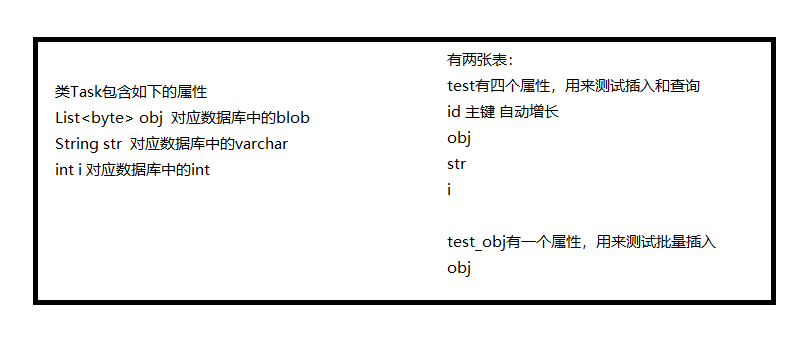 类Task包含如下的属性
List<byte> obj  对应数据库中的blob
String str  对应数据库中的varchar
int i 对应数据库中的int
有两张表：
test有四个属性，用来测试插入和查询
id 主键 自动增长
obj
str
i
test_obj有一个属性，用来测试批量插入
obj